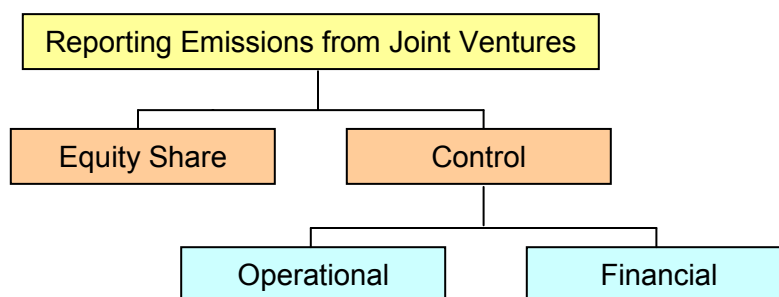 Reporting Emissions from Joint Ventures
Equity Share
Control
Operational
Financial